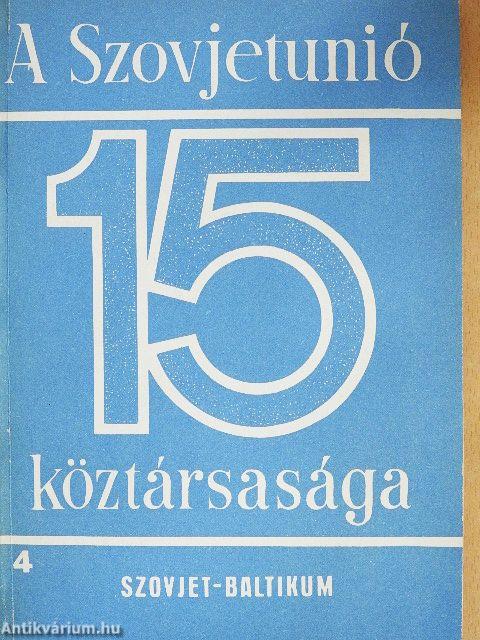 A Szovjetunió
15
köztársasága
4
SZOVJET-BALTIKUM
Antikvárium.hu